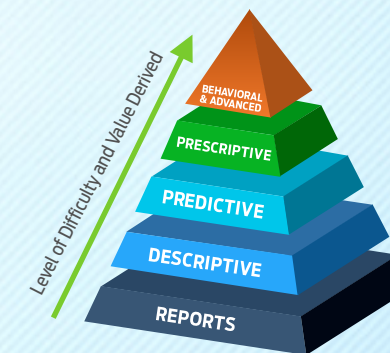 Level of Difficulty and Value Derived
BEHAVIORAL
& ADVANCED
PRESCRIPTIVE
PREDICTIVE
DESCRIPTIVE
REPORTS